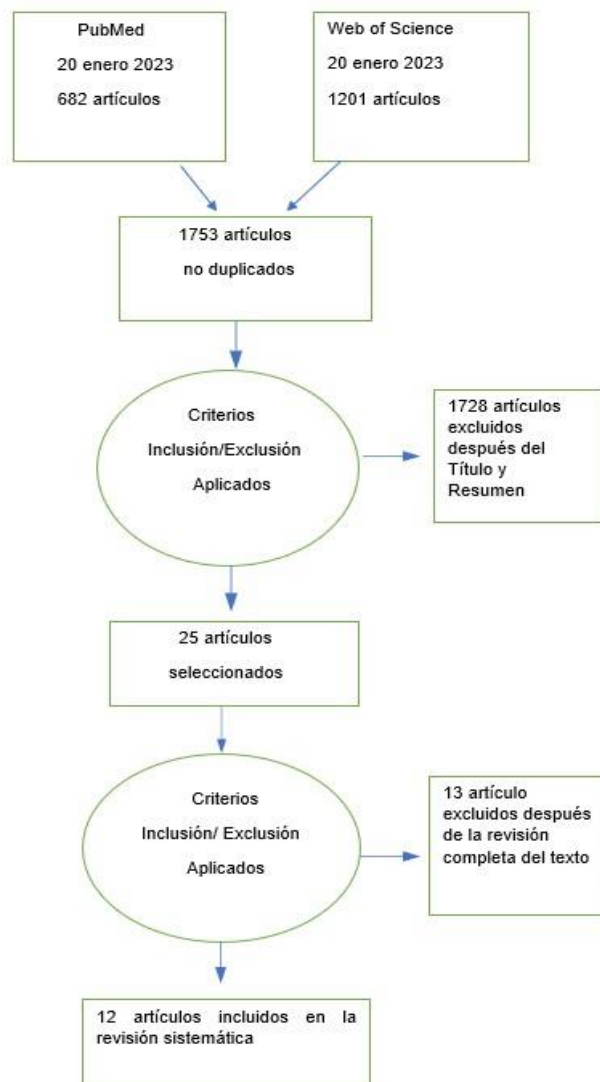 PubMed
20 enero 2023
682 artículos
Web of Science
20 enero 2023
1201 artículos
1753 artículos
no duplicados
Criterios
Inclusión/Exclusión
Aplicados
1728 artículos
excluidos
después del
Título y
Resumen
25 artículos
seleccionados
Criterios
Inclusión/ Exclusión
Aplicados
13 artículo
excluidos después
de la revisión
completa del texto
12 artículos incluidos en la
revisión sistemática